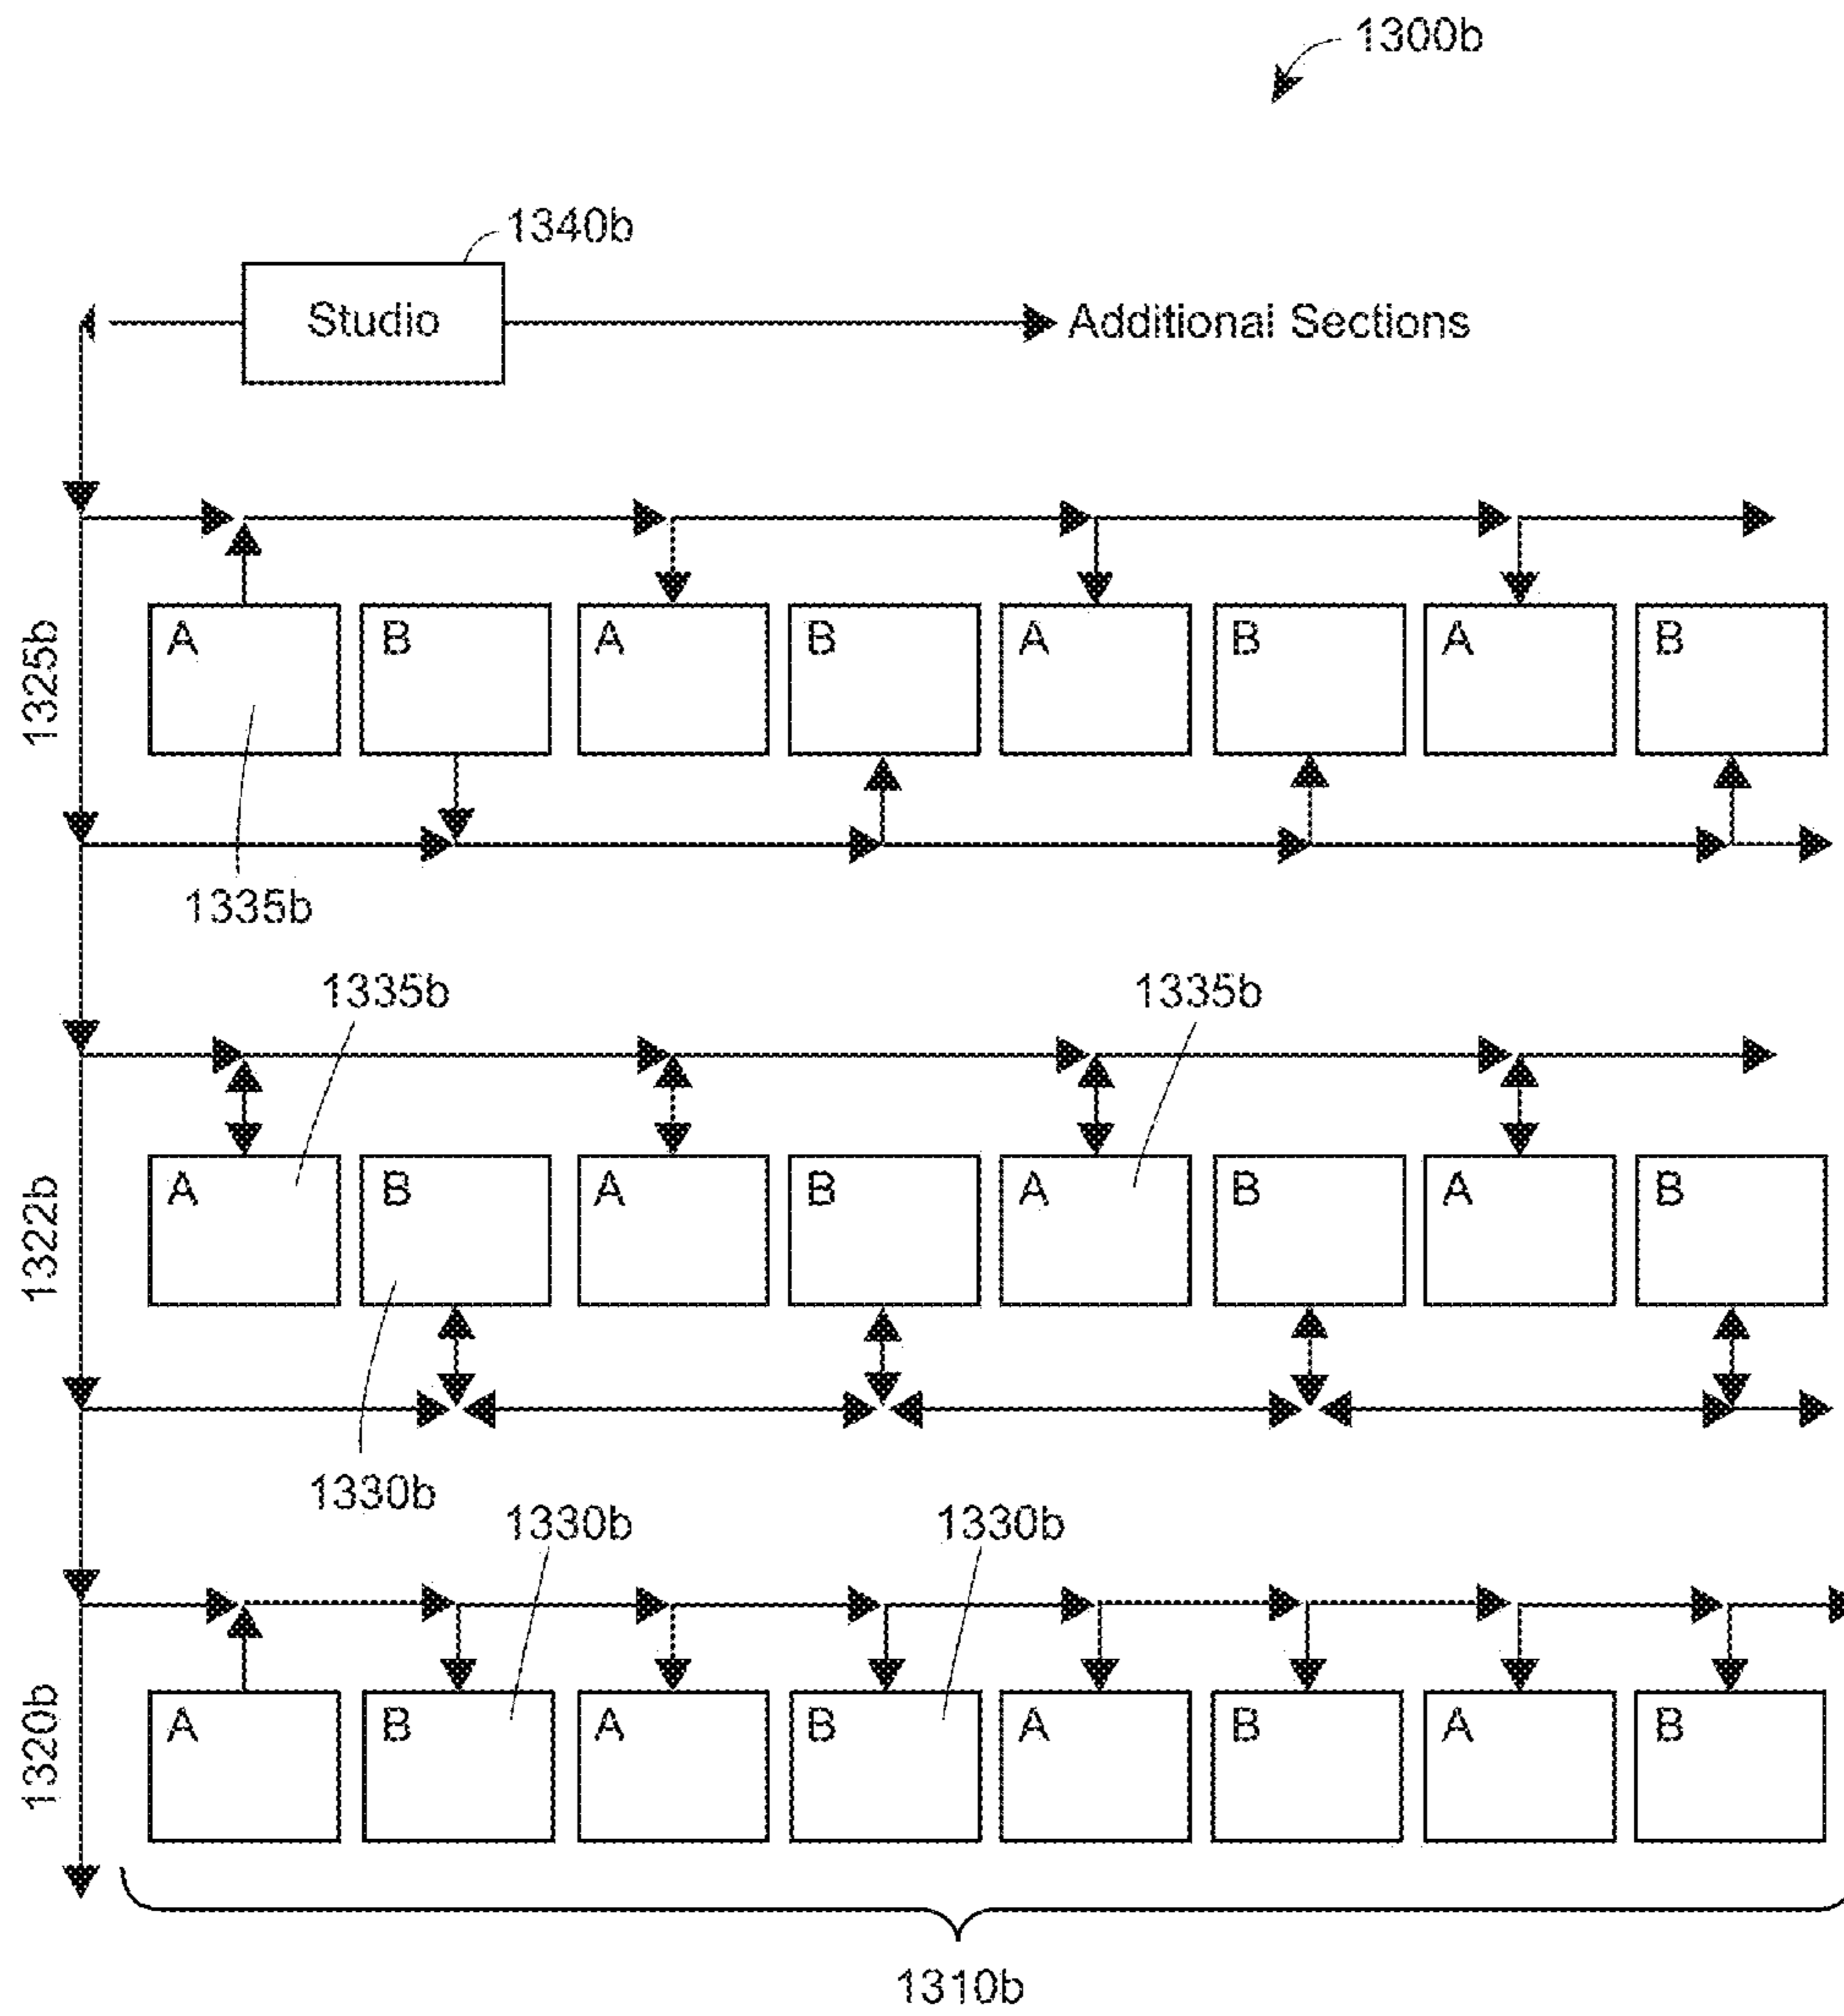 1300b
1340b
Studio
Additional Sections
1325b
A B A B A B A B
1335b
1335b 1335b
1322b
A B A B A B A B
1330b
1330b 1330b
1320b
A B A B A B A B
1310b